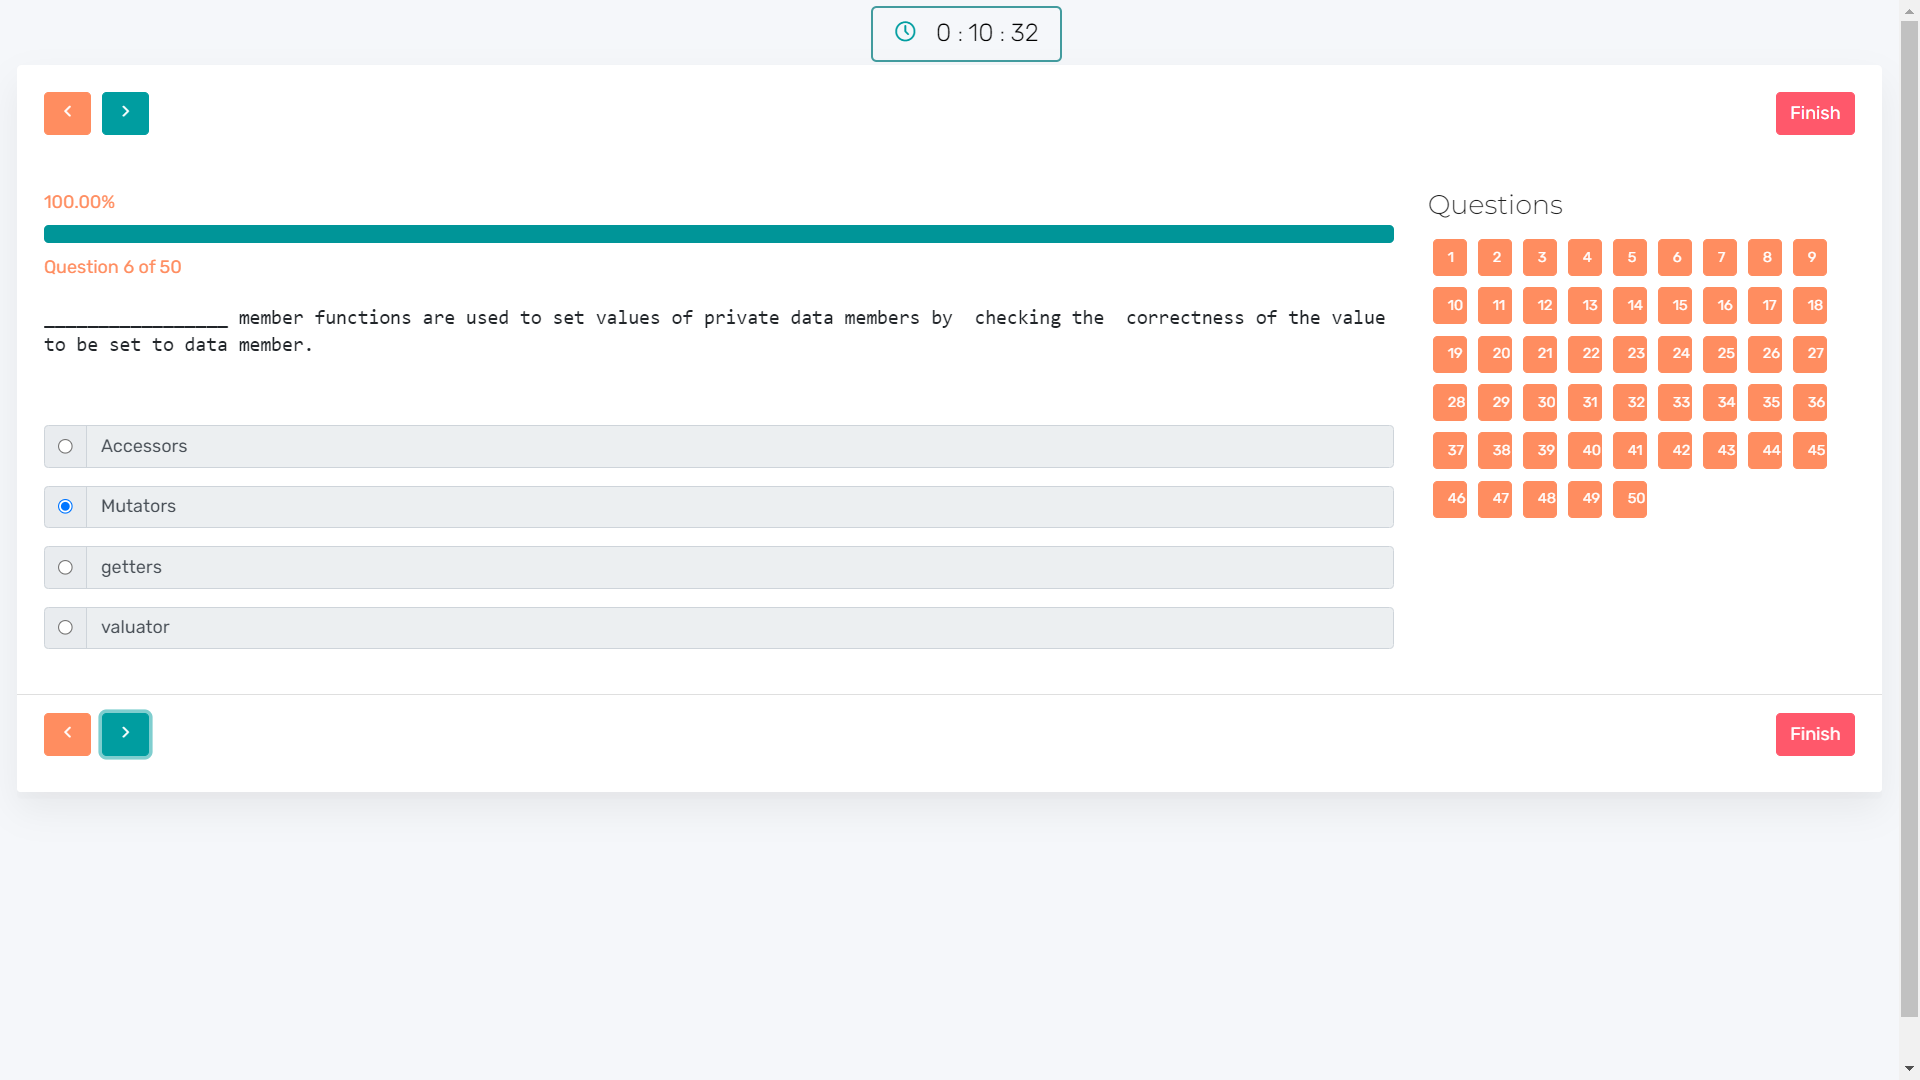 0 : 10 : 32
Finish
100.00%
Question 6 of 50
_________________ member functions are used to set values of private data members by  checking the  correctness of the value
to be set to data member.
Accessors
Mutators
getters
valuator
Questions
1 2 3 4 5 6 7 8 9
10 11 12 13 14 15 16 17 18
19 20 21 22 23 24 25 26 27
28 29 30 31 32 33 34 35 36
37 38 39 40 41 42 43 44 45
46 47 48 49 50
Finish